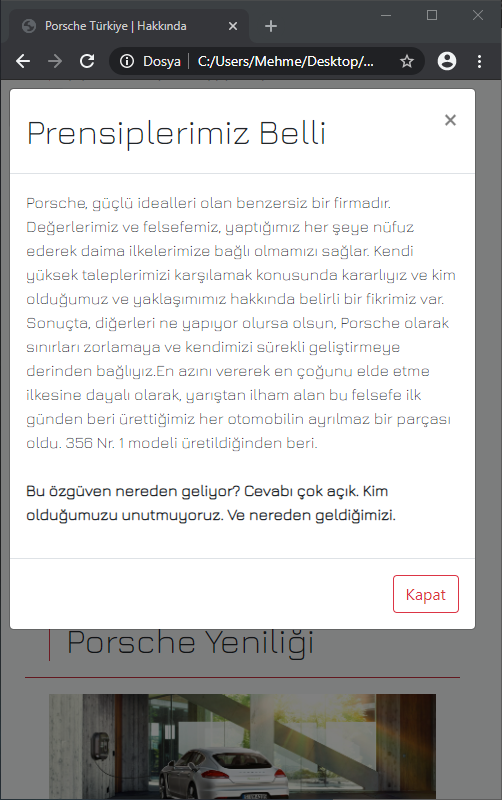 Porsche Türkiye | Hakkında
Dosya | C:/Users/Mehme/Desktop/...
Prensiplerimiz Belli
×
Porsche, güçlü idealleri olan benzersiz bir firmadır.
Değerlerimiz ve felsefemiz, yaptığımız her şeye nüfuz
ederek daima ilkelerimize bağlı olmamızı sağlar. Kendi
yüksek taleplerimizi karşılamak konusunda kararlıyız ve kim
olduğumuz ve yaklaşımımız hakkında belirli bir fikrimiz var.
Sonuçta, diğerleri ne yapıyor olursa olsun, Porsche olarak
sınırları zorlamaya ve kendimizi sürekli geliştirmeye
derinden bağlıyız.En azını vererek en çoğunu elde etme
ilkesine dayalı olarak, yarıştan ilham alan bu felsefe ilk
günden beri ürettiğimiz her otomobilin ayrılmaz bir parçası
oldu. 356 Nr. 1 modeli üretildiğinden beri.
Bu özgüven nereden geliyor? Cevabı çok açık. Kim
olduğumuzu unutmuyoruz. Ve nereden geldiğimizi.
Kapat
Porsche Yeniliği